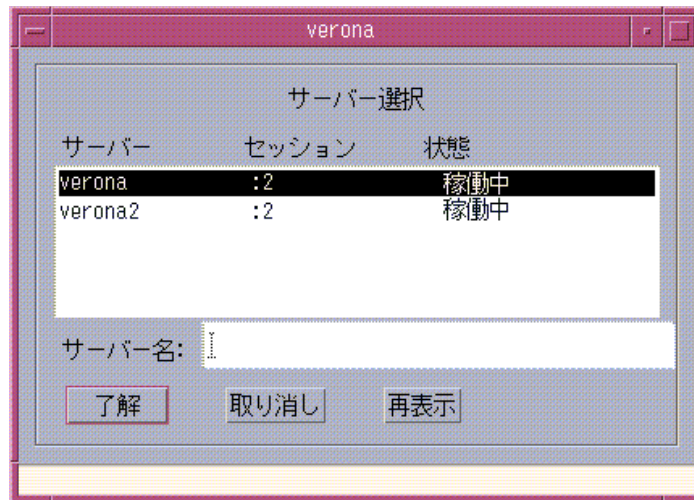 verona
サーバー選択
サーバー セッション 状態
verona :2 稼働中
verona2 :2 稼働中
サーバー名:
了解 取り消し 再表示